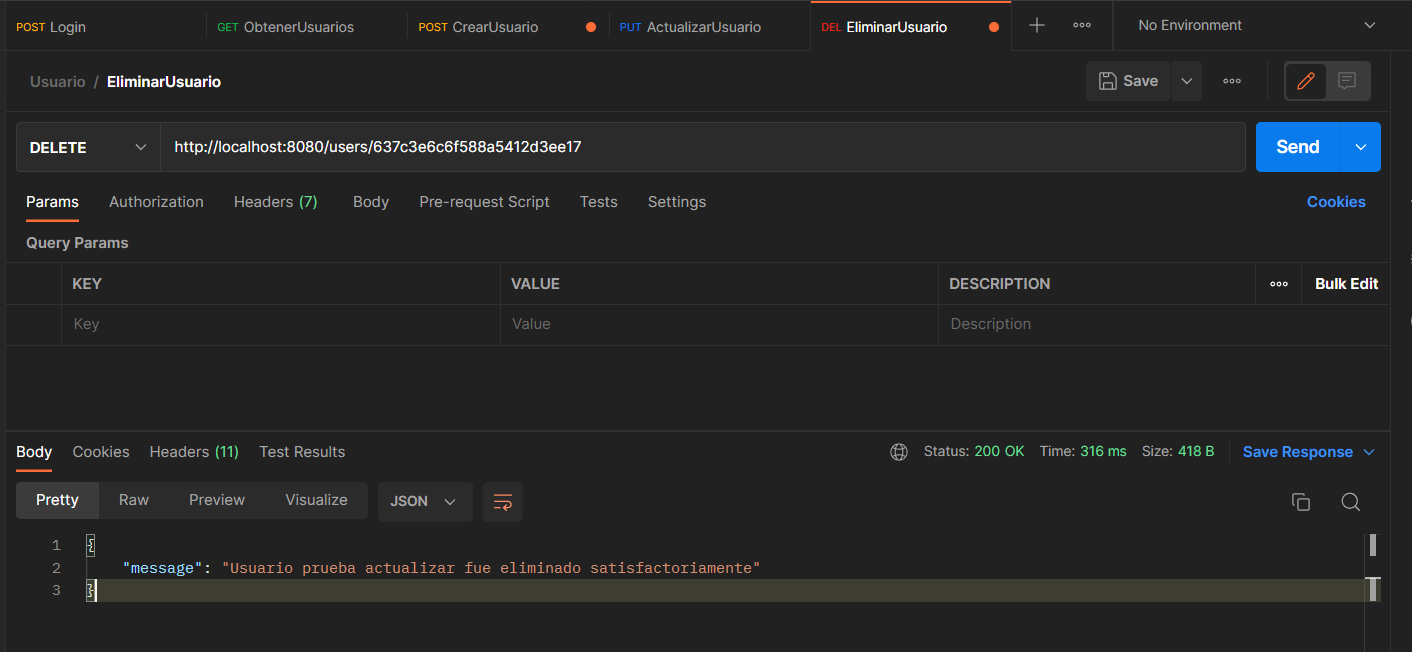 POST Login GET ObtenerUsuarios POST CrearUsuario PUT ActualizarUsuario DEL EliminarUsuario No Environment
Usuario / EliminarUsuario Save
DELETE http://localhost:8080/users/637c3e6c6f588a5412d3ee17 Send
Params Authorization Headers (7) Body Pre-request Script Tests Settings Cookies
Query Params
KEY VALUE DESCRIPTION Bulk Edit
Key Value Description
Body Cookies Headers (11) Test Results Status: 200 OK Time: 316 ms Size: 418 B Save Response
Pretty Raw Preview Visualize JSON
1 {
2 "message": "Usuario prueba actualizar fue eliminado satisfactoriamente"
3 }